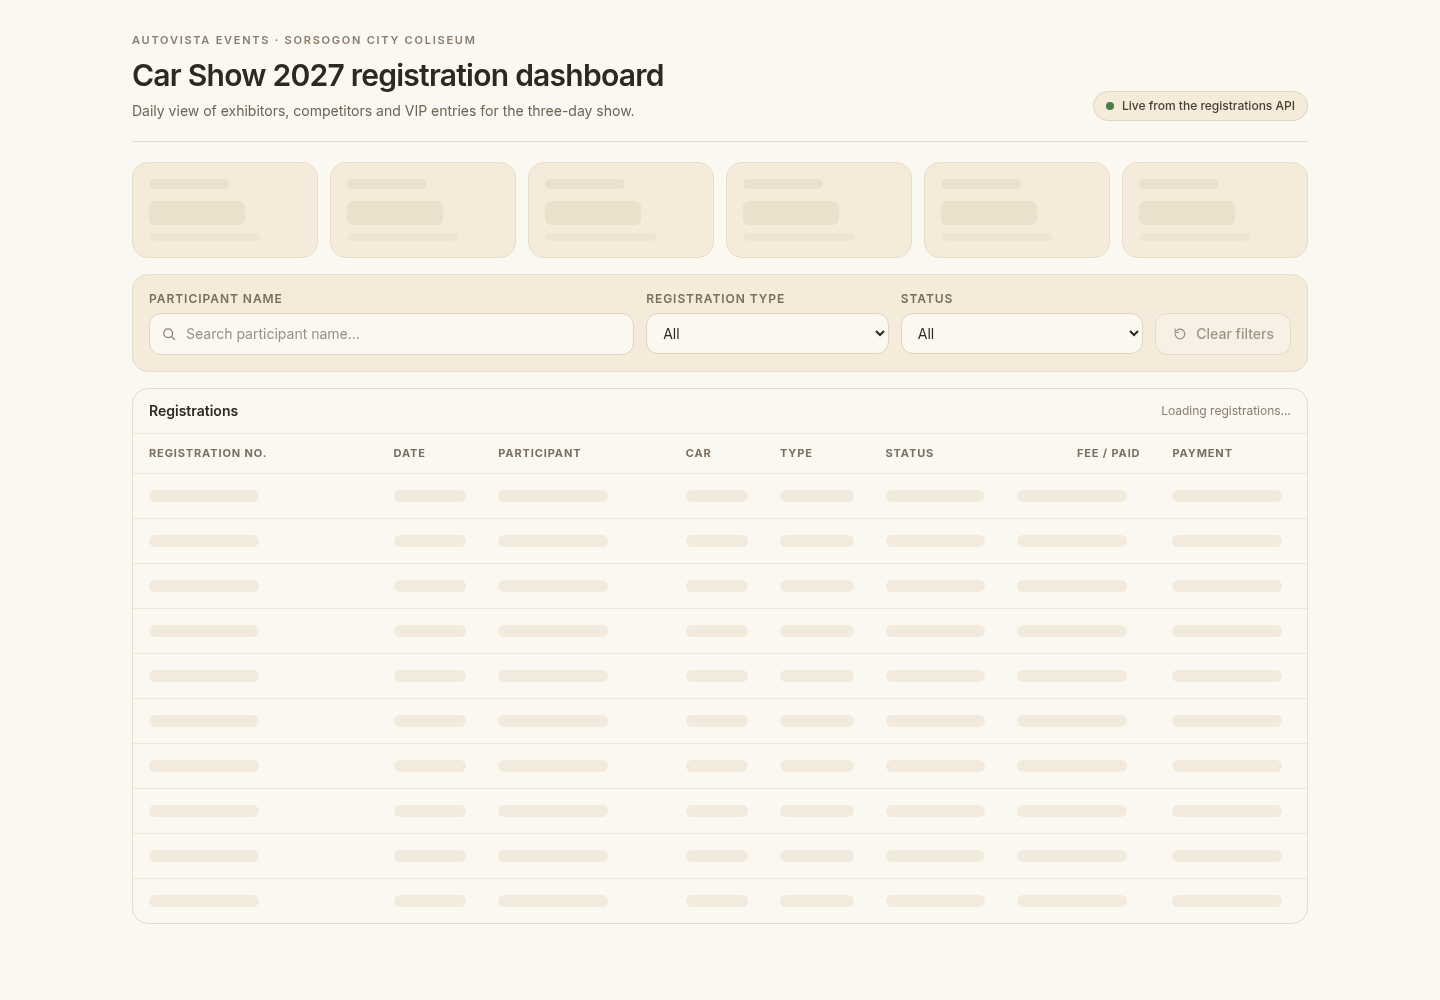 AUTOVISTA EVENTS · SORSOGON CITY COLISEUM
Car Show 2027 registration dashboard
Daily view of exhibitors, competitors and VIP entries for the three-day show.
Live from the registrations API
PARTICIPANT NAME
REGISTRATION TYPE
STATUS
Search participant name...
All
All
Clear filters
Registrations
Loading registrations...
REGISTRATION NO.
DATE
PARTICIPANT
CAR
TYPE
STATUS
FEE / PAID
PAYMENT